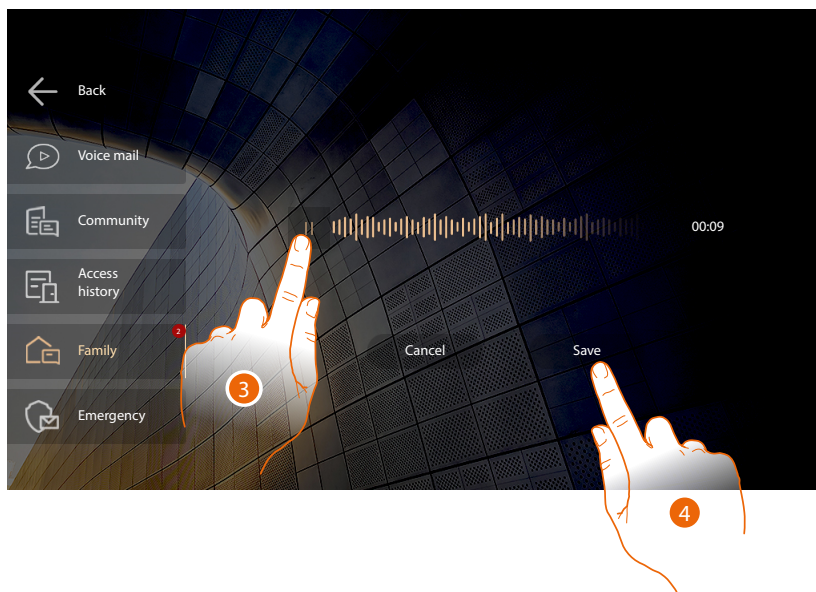 Back
Voice mail
Community
00:09
Access
history
2
Family
Cancel
Save
3
Emergency
4